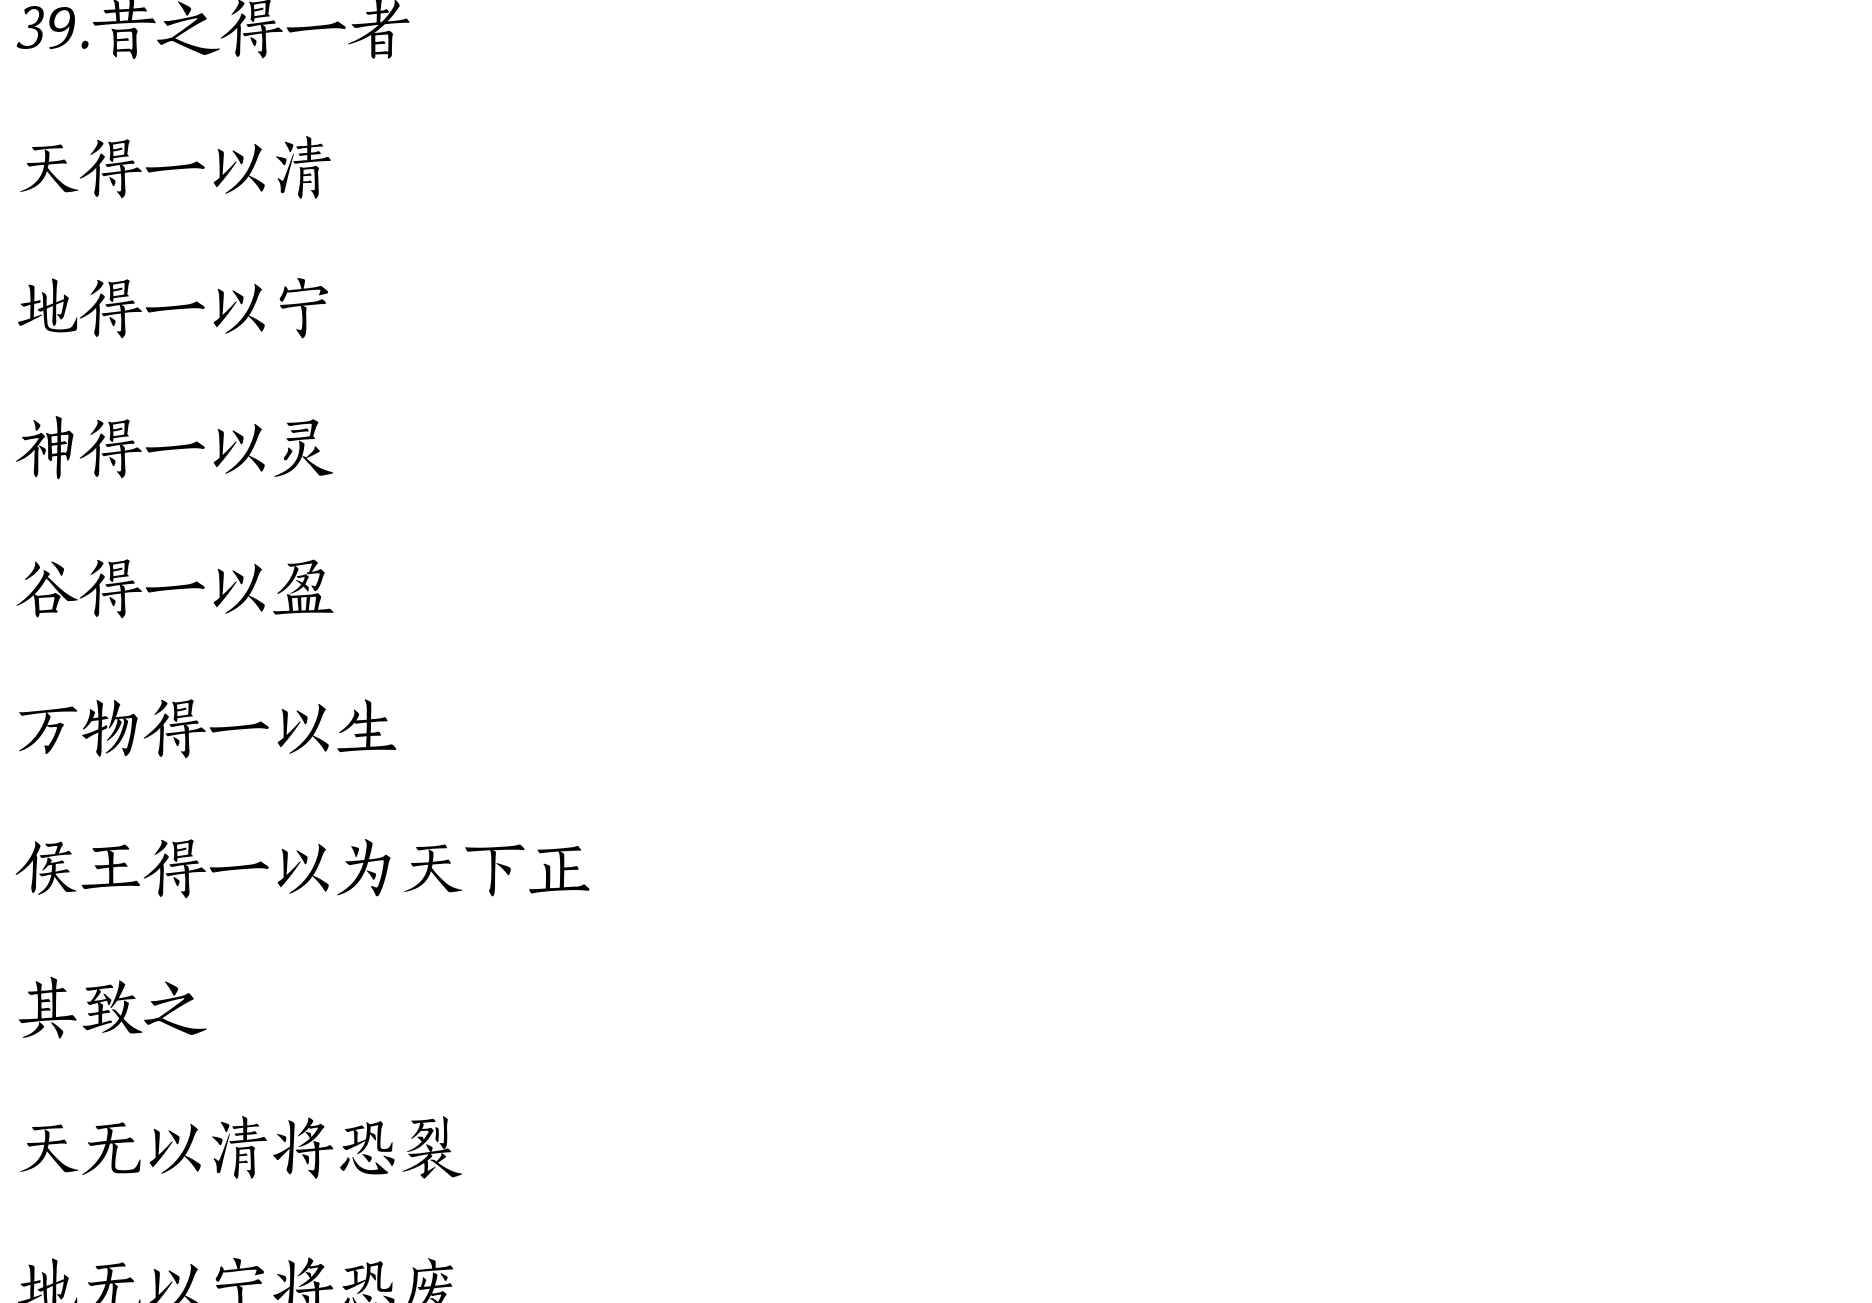 39.昔之得一者
天得一以清
地得一以宁
神得一以灵
谷得一以盈
万物得一以生
侯王得一以为天下正
其致之
天无以清将恐裂
地无以宁将恐废